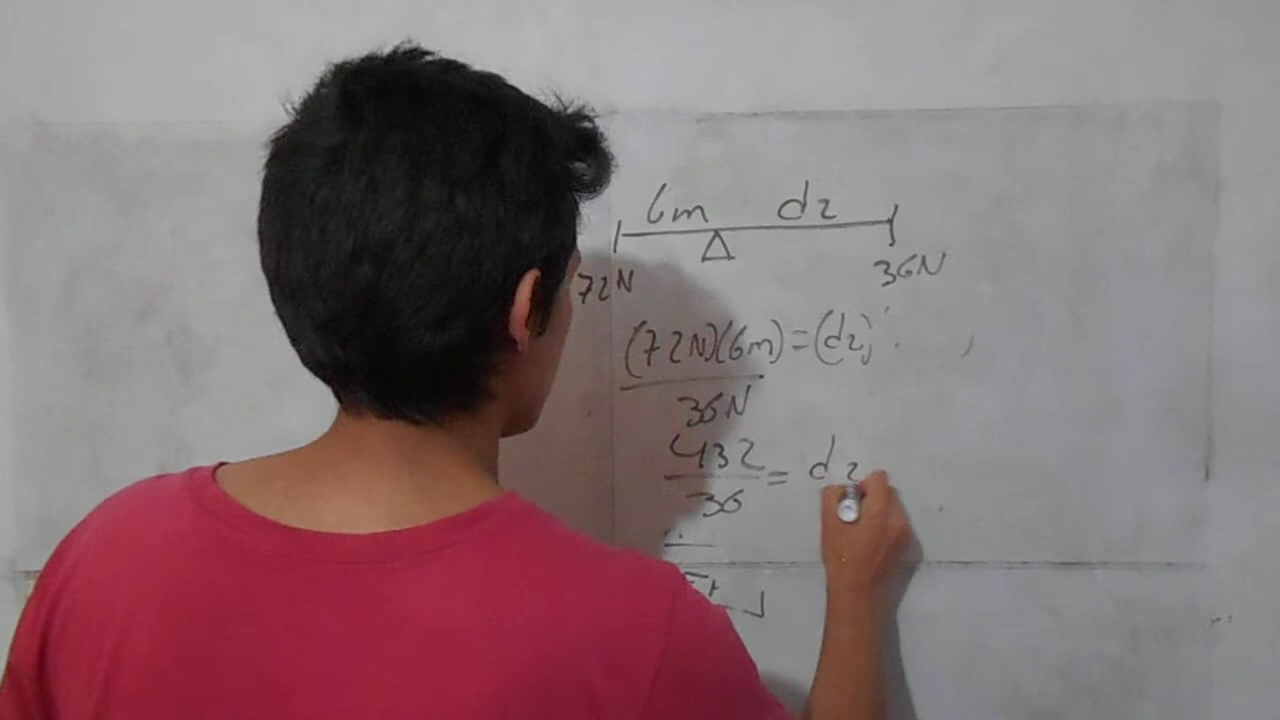 6m d2
72N 36N
(72N)(6m) = (d2)
36N
432
36 = d2